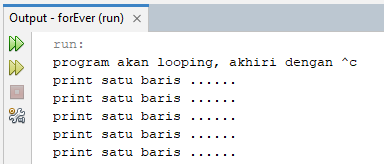 Output - forEver (run) ×
run:
program akan looping, akhiri dengan ^c
print satu baris ......
print satu baris ......
print satu baris ......
print satu baris ......
print satu baris ......